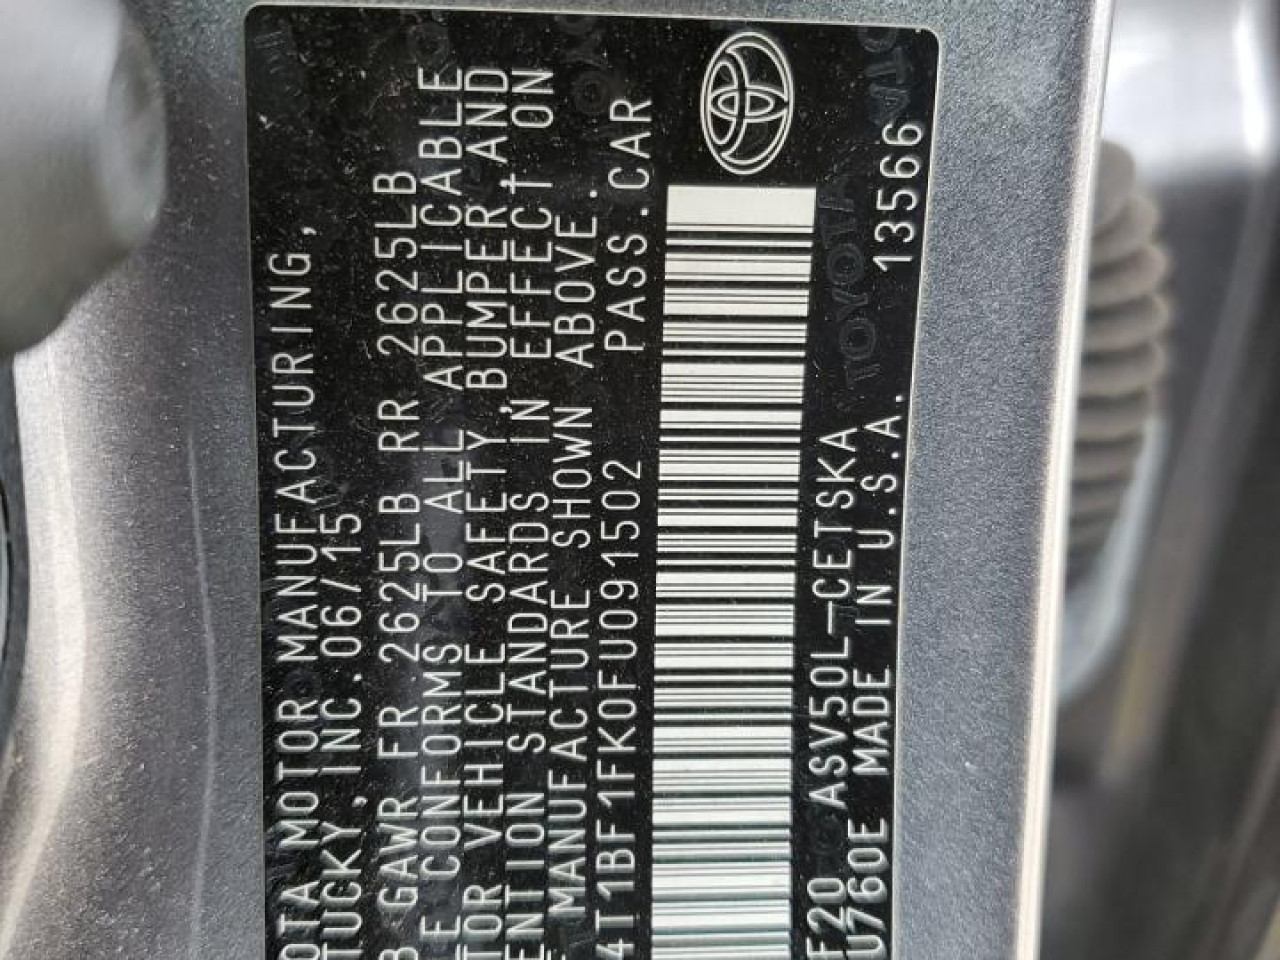 OTA MOTOR MANUFACTURING,
TUCKY, INC. 06/15
B GAWR FR 2625LB RR 2625LB
E CONFORMS TO ALL APPLICABLE
TOR VEHICLE SAFETY, BUMPER AND
ENTION STANDARDS IN EFFECT ON
E MANUFACTURE SHOWN ABOVE.
4T1BF1FK0FU091502 PASS.CAR
F20 ASV50L-CETSKA
U760E MADE IN U.S.A. 13566
TOYOTA